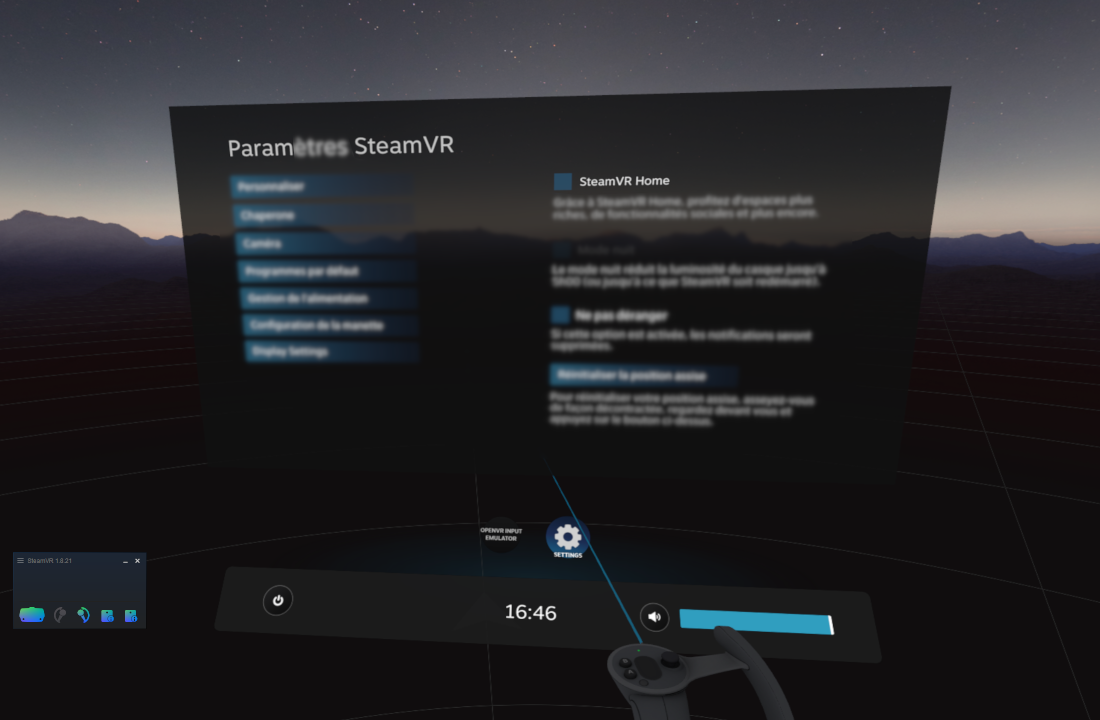 Paramètres SteamVR
Personnaliser
Chaperone
Caméra
Programmes par défaut
Gestion de l'alimentation
Configuration de la manette
Display Settings
SteamVR Home
Grâce à SteamVR Home, profitez d'espaces plus
riches, de fonctionnalités sociales et plus encore.
Mode nuit
Le mode nuit réduit la luminosité du casque jusqu'à
5h00 (ou jusqu'à ce que SteamVR soit redémarré).
Ne pas déranger
Si cette option est activée, les notifications seront
supprimées.
Réinitialiser la position assise
Pour réinitialiser votre position assise, asseyez-vous
de façon décontractée, regardez devant vous et
appuyez sur le bouton ci-dessus.
OPENVR INPUT
EMULATOR
SETTINGS
SteamVR 1.8.21
16:46